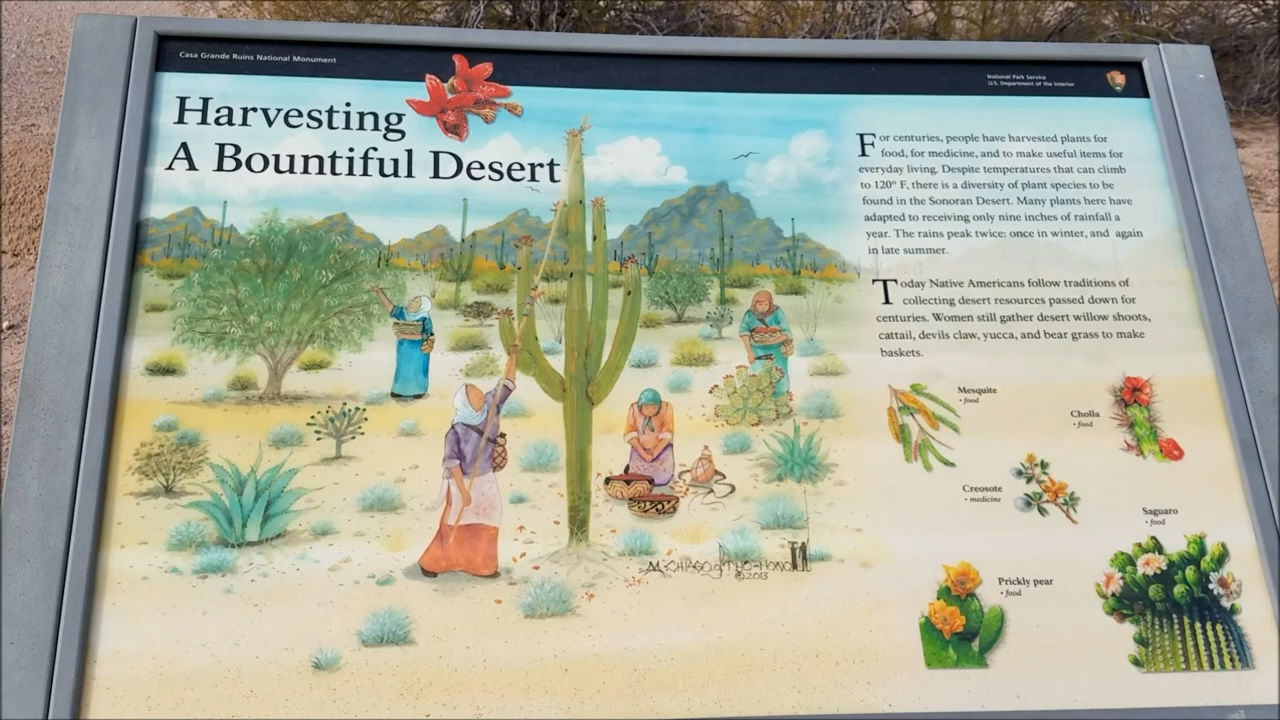 Casa Grande Ruins National Monument
National Park Service
U.S. Department of the Interior
Harvesting
A Bountiful Desert
For centuries, people have harvested plants for
food, for medicine, and to make useful items for
everyday living. Despite temperatures that can climb
to 120° F, there is a diversity of plant species to be
found in the Sonoran Desert. Many plants here have
adapted to receiving only nine inches of rainfall a
year. The rains peak twice: once in winter, and again
in late summer.
Today Native Americans follow traditions of
collecting desert resources passed down for
centuries. Women still gather desert willow shoots,
cattail, devils claw, yucca, and bear grass to make
baskets.
Mesquite
• food
Cholla
• food
Creosote
• medicine
Saguaro
• food
Prickly pear
• food
©2013